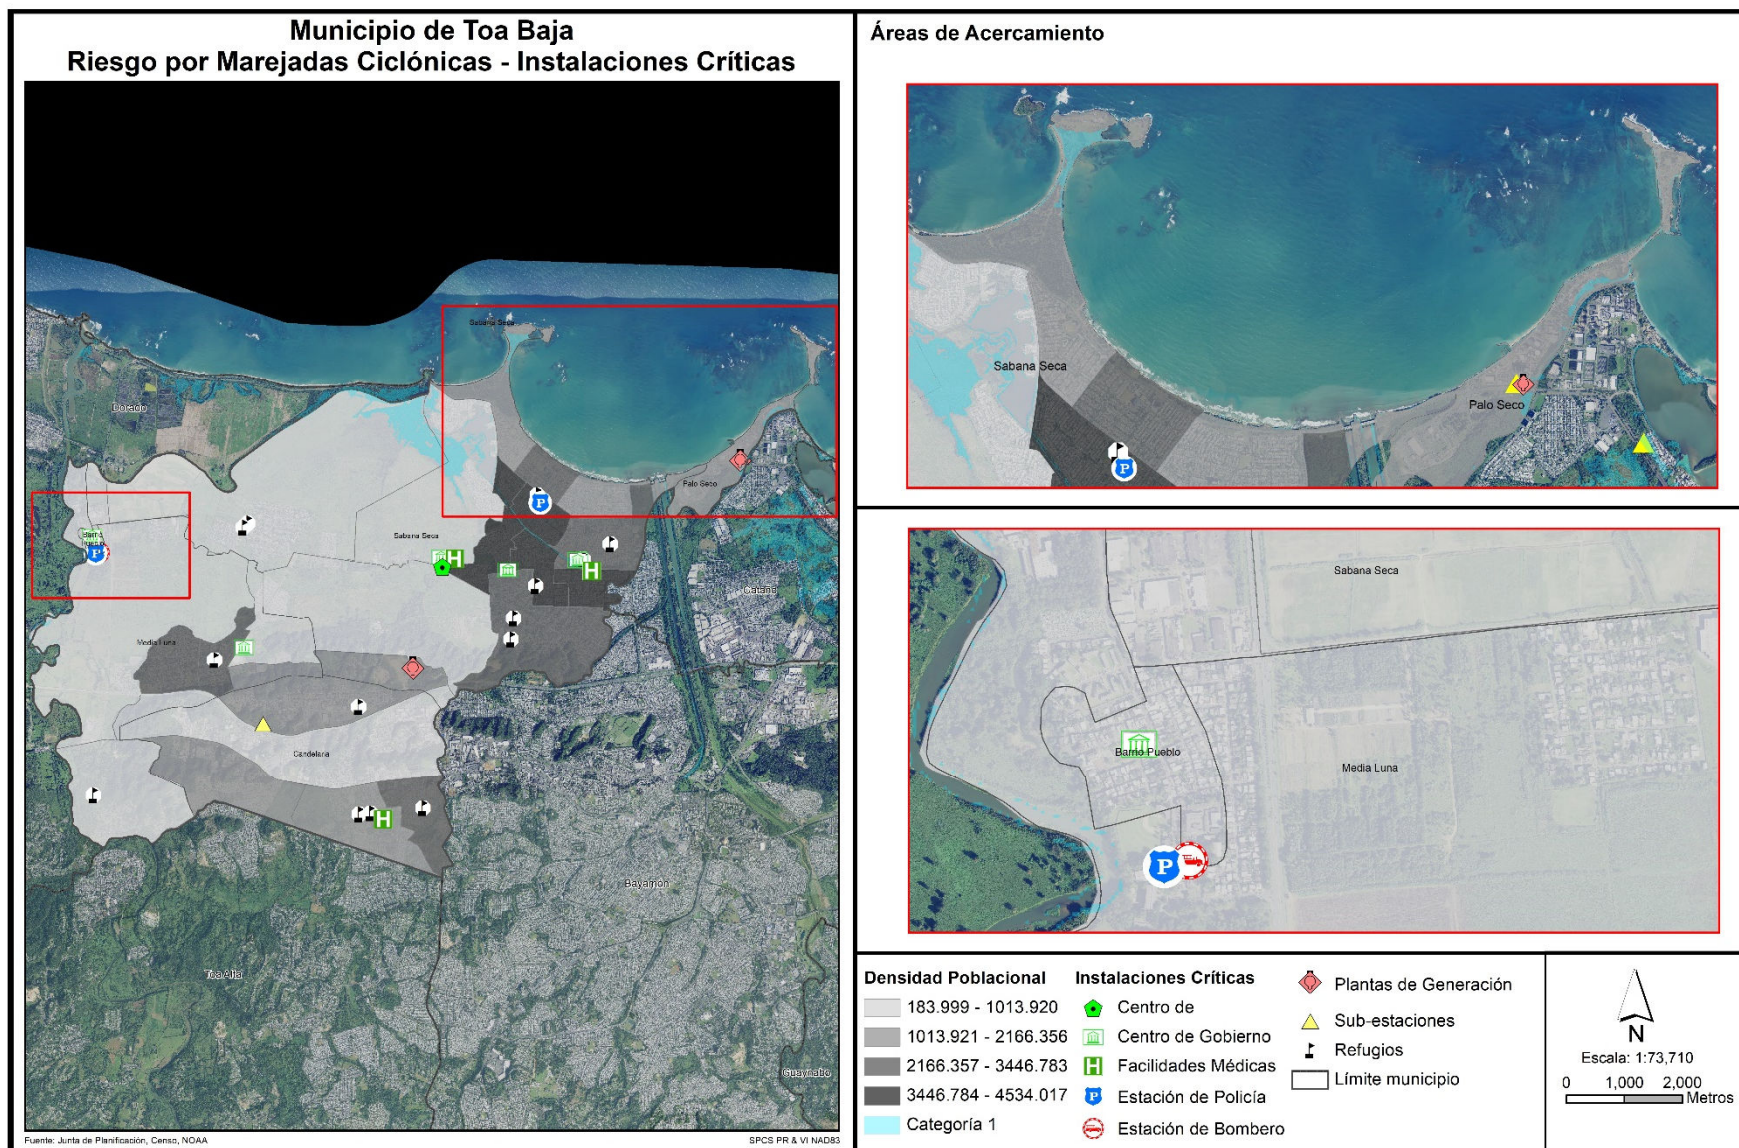 Municipio de Toa Baja
Riesgo por Marejadas Ciclónicas - Instalaciones Críticas
Sabana Seca
Dorado
Palo Seco
Barrio Pueblo
Sabana Seca
Cataño
Media Luna
Candelaria
Bayamón
Toa Alta
Guaynabo
Fuente: Junta de Planificación, Censo, NOAA
SPCS PR & VI NAD83
Áreas de Acercamiento
Sabana Seca
Palo Seco
Sabana Seca
Barrio Pueblo
Media Luna
Densidad Poblacional
183.999 - 1013.920
1013.921 - 2166.356
2166.357 - 3446.783
3446.784 - 4534.017
Categoría 1
Instalaciones Críticas
Centro de
Centro de Gobierno
Facilidades Médicas
Estación de Policía
Estación de Bombero
Plantas de Generación
Sub-estaciones
Refugios
Límite municipio
N
Escala: 1:73,710
0 1,000 2,000
Metros